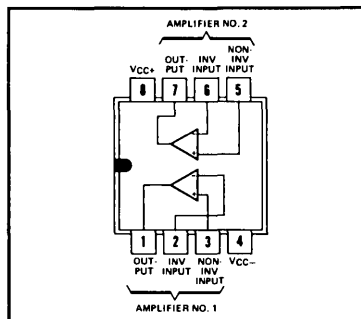 AMPLIFIER NO. 2
NON-
OUT- INV INV
VCC+ PUT INPUT INPUT
8 7 6 5
1 2 3 4
OUT- INV NON- VCC−
PUT INPUT INV
INPUT
AMPLIFIER NO. 1